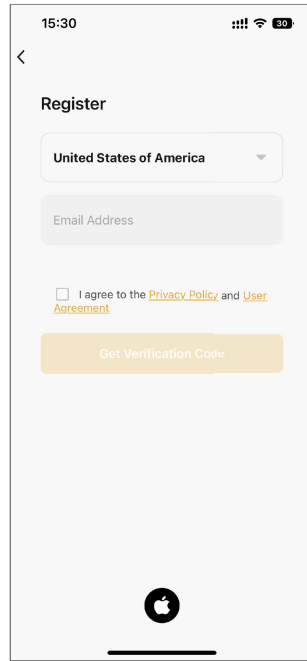 15:30
30
Register
United States of America
Email Address
I agree to the Privacy Policy and User
Agreement
Get Verification Code